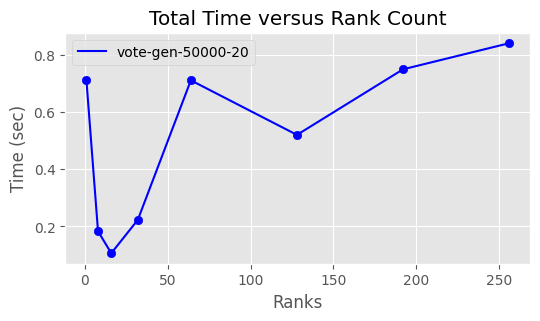 Total Time versus Rank Count
vote-gen-50000-20
Time (sec)
0.8
0.6
0.4
0.2
0 50 100 150 200 250
Ranks